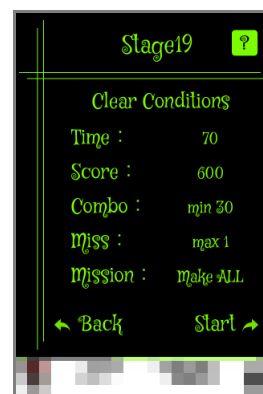 Stage19 ?
Clear Conditions
Time : 70
Score : 600
Combo : min 30
Miss : max 1
Mission : Make ALL
Back Start